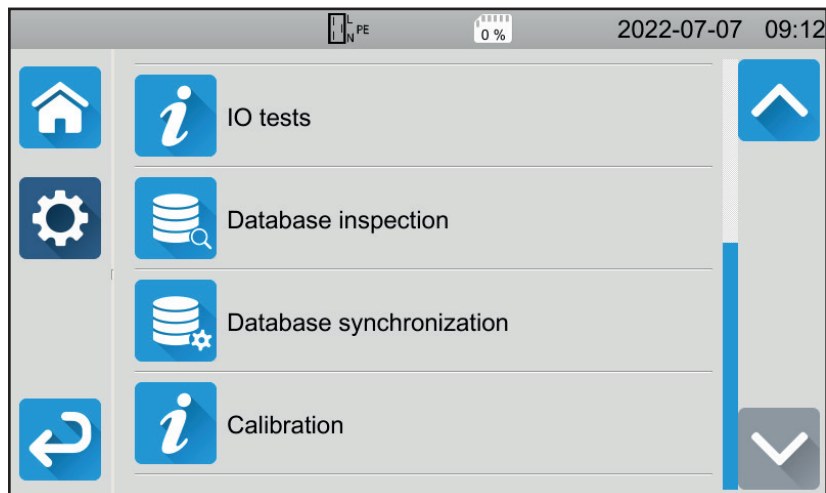 L
N PE
0 %
2022-07-07 09:12
IO tests
Database inspection
Database synchronization
Calibration